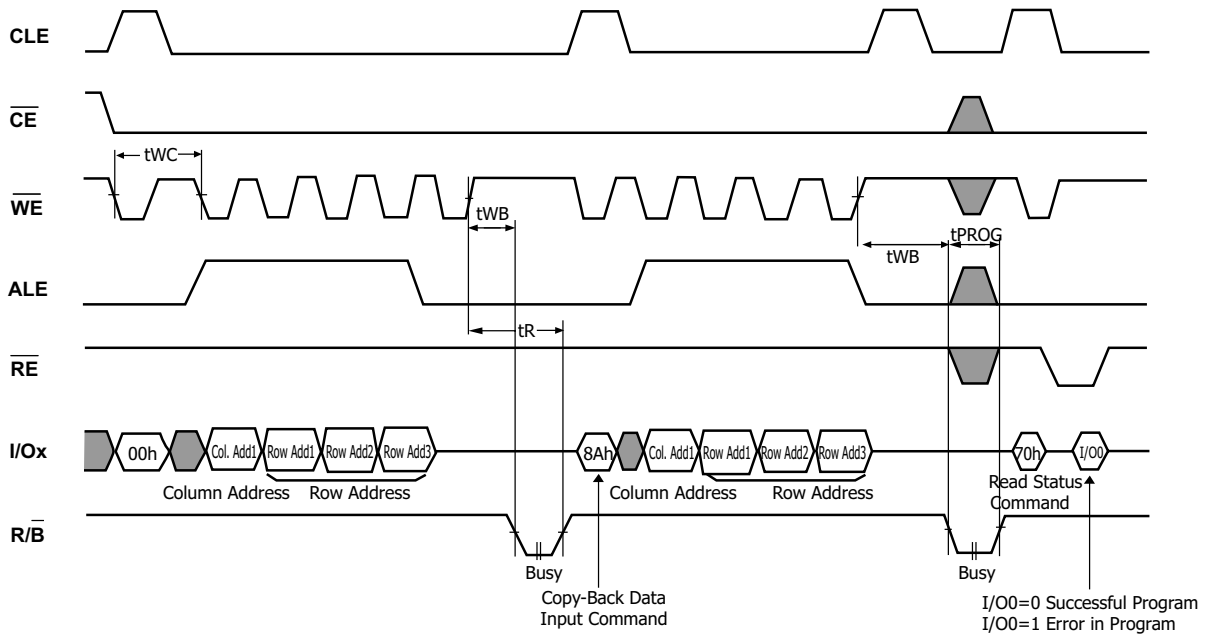 CLE
CE
tWC
WE
tWB
tPROG
tWB
ALE
tR
RE
I/Ox
00h
Col. Add1
Row Add1
Row Add2
Row Add3
8Ah
Col. Add1
Row Add1
Row Add2
Row Add3
70h
I/O0
Column Address
Row Address
Column Address
Row Address
Read Status
Command
R/B
Busy
Busy
Copy-Back Data
Input Command
I/O0=0 Successful Program
I/O0=1 Error in Program